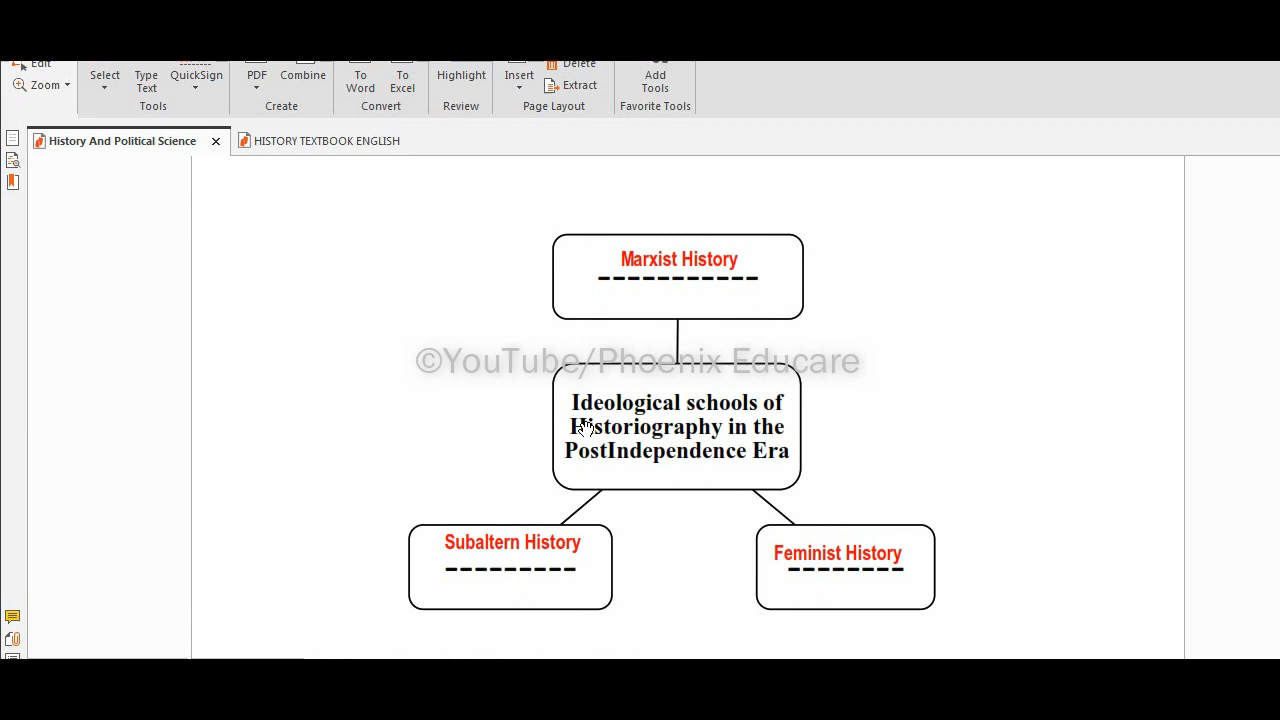 Edit
Delete
Zoom
Select
Type
Text
QuickSign
PDF
Combine
To
Word
To
Excel
Highlight
Insert
Extract
Add
Tools
Tools
Create
Convert
Review
Page Layout
Favorite Tools
History And Political Science
HISTORY TEXTBOOK ENGLISH
Marxist History
©YouTube/Phoenix Educare
Ideological schools of
Historiography in the
PostIndependence Era
Subaltern History
Feminist History